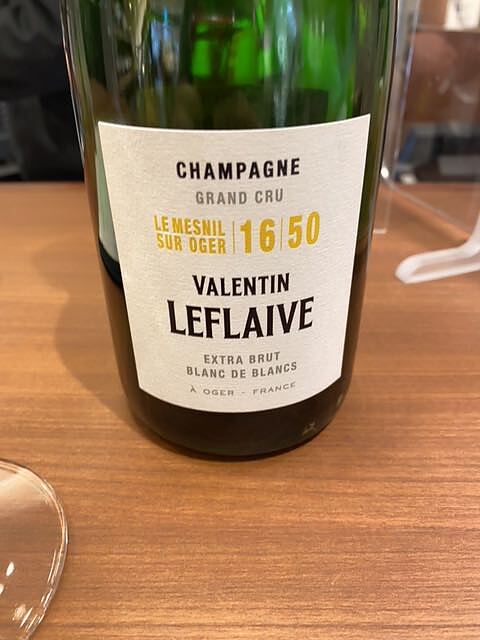 CHAMPAGNE
GRAND CRU
LE MESNIL
SUR OGER | 16 | 50
VALENTIN
LEFLAIVE
EXTRA BRUT
BLANC DE BLANCS
À OGER - FRANCE